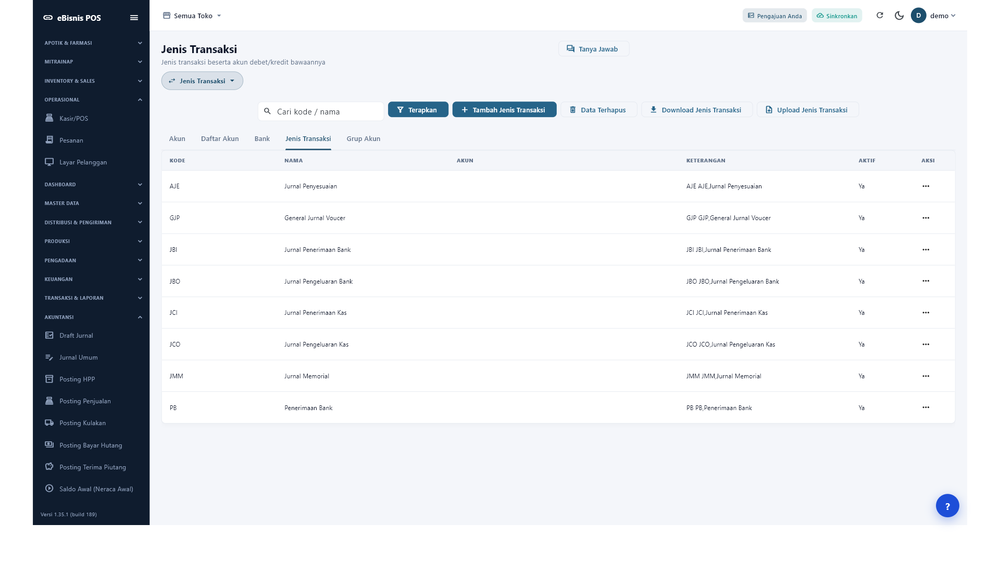 eBisnis POS
Semua Toko
Pengajuan Anda
Sinkronkan
D
demo
APOTIK & FARMASI
MITRAINAP
INVENTORY & SALES
OPERASIONAL
Kasir/POS
Pesanan
Layar Pelanggan
DASHBOARD
MASTER DATA
DISTRIBUSI & PENGIRIMAN
PRODUKSI
PENGADAAN
KEUANGAN
TRANSAKSI & LAPORAN
AKUNTANSI
Draft Jurnal
Jurnal Umum
Posting HPP
Posting Penjualan
Posting Kulakan
Posting Bayar Hutang
Posting Terima Piutang
Saldo Awal (Neraca Awal)
Versi 1.35.1 (build 189)
Jenis Transaksi
Jenis transaksi beserta akun debet/kredit bawaannya
Tanya Jawab
Jenis Transaksi
Cari kode / nama
Terapkan
Tambah Jenis Transaksi
Data Terhapus
Download Jenis Transaksi
Upload Jenis Transaksi
Akun Daftar Akun Bank Jenis Transaksi Grup Akun
KODE NAMA AKUN KETERANGAN AKTIF AKSI
AJE Jurnal Penyesuaian AJE AJE,Jurnal Penyesuaian Ya
GJP General Jurnal Voucer GJP GJP,General Jurnal Voucer Ya
JBI Jurnal Penerimaan Bank JBI JBI,Jurnal Penerimaan Bank Ya
JBO Jurnal Pengeluaran Bank JBO JBO,Jurnal Pengeluaran Bank Ya
JCI Jurnal Penerimaan Kas JCI JCI,Jurnal Penerimaan Kas Ya
JCO Jurnal Pengeluaran Kas JCO JCO,Jurnal Pengeluaran Kas Ya
JMM Jurnal Memorial JMM JMM,Jurnal Memorial Ya
PB Penerimaan Bank PB PB,Penerimaan Bank Ya
?